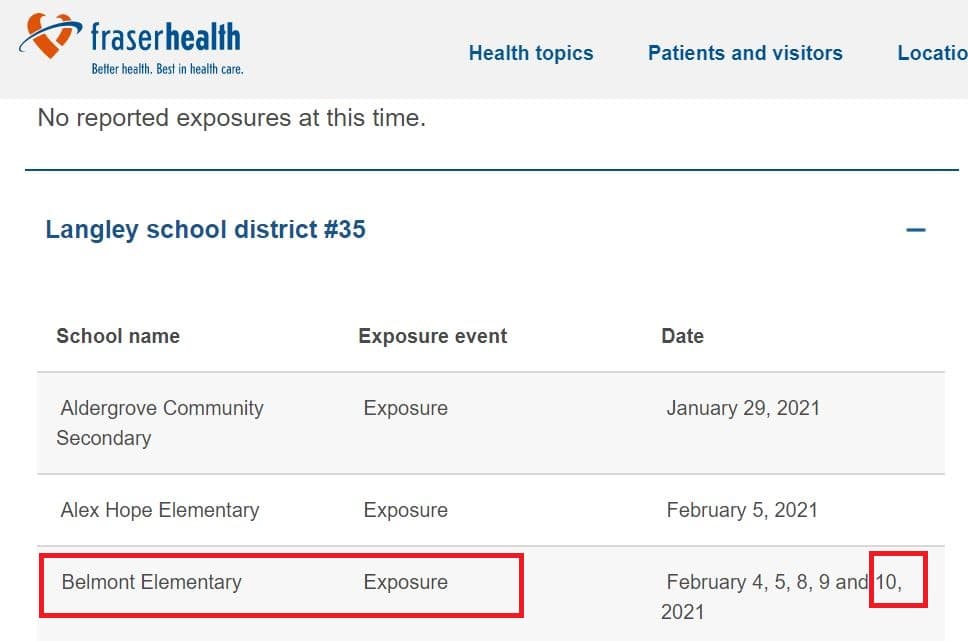 fraserhealth
Better health. Best in health care.
Health topics Patients and visitors Locatio
No reported exposures at this time.
Langley school district #35
School name Exposure event Date
Aldergrove Community Exposure January 29, 2021
Secondary
Alex Hope Elementary Exposure February 5, 2021
Belmont Elementary Exposure February 4, 5, 8, 9 and 10,
2021